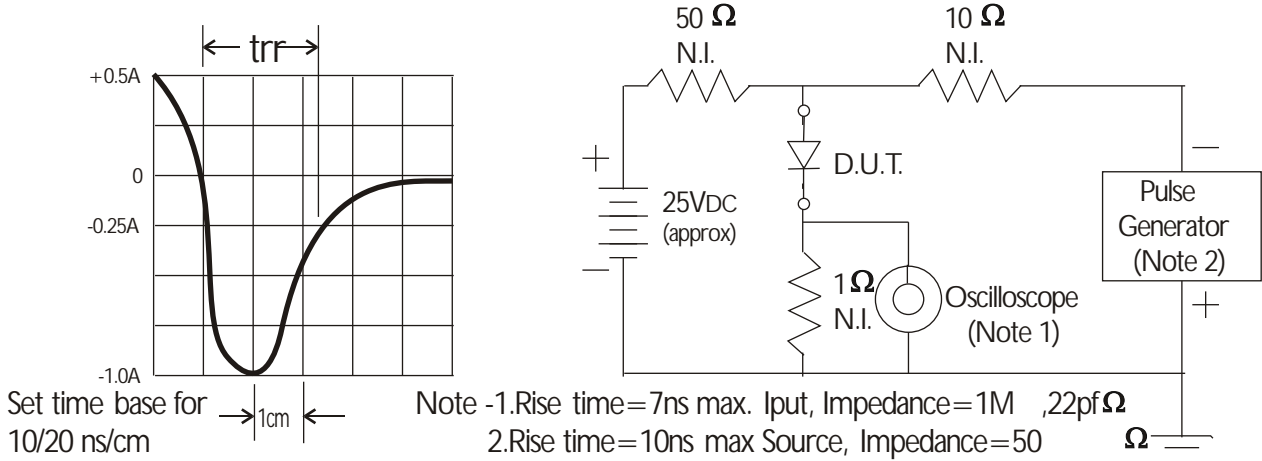 trr
+0.5A
0
-0.25A
-1.0A
1cm
Set time base for
10/20 ns/cm
50 Ω
N.I.
10 Ω
N.I.
+
25VDC
(approx)
−
D.U.T.
1Ω
N.I.
Oscilloscope
(Note 1)
−
Pulse
Generator
(Note 2)
+
Note -1.Rise time=7ns max. Iput, Impedance=1M ,22pfΩ
2.Rise time=10ns max Source, Impedance=50 Ω